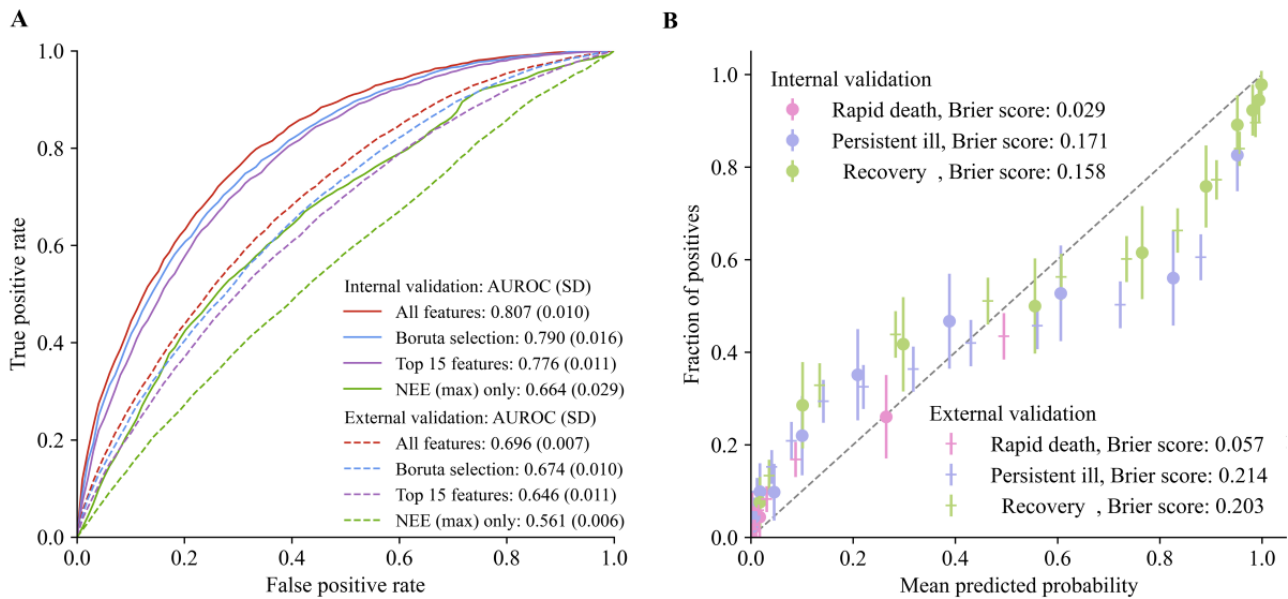 A
True positive rate
1.0
0.8
0.6
0.4
0.2
0.0
0.0 0.2 0.4 0.6 0.8 1.0
False positive rate
Internal validation: AUROC (SD)
All features: 0.807 (0.010)
Boruta selection: 0.790 (0.016)
Top 15 features: 0.776 (0.011)
NEE (max) only: 0.664 (0.029)
External validation: AUROC (SD)
All features: 0.696 (0.007)
Boruta selection: 0.674 (0.010)
Top 15 features: 0.646 (0.011)
NEE (max) only: 0.561 (0.006)
B
Fraction of positives
1.0
0.8
0.6
0.4
0.2
0.0
0.0 0.2 0.4 0.6 0.8 1.0
Mean predicted probability
Internal validation
Rapid death, Brier score: 0.029
Persistent ill, Brier score: 0.171
Recovery , Brier score: 0.158
External validation
Rapid death, Brier score: 0.057
Persistent ill, Brier score: 0.214
Recovery , Brier score: 0.203